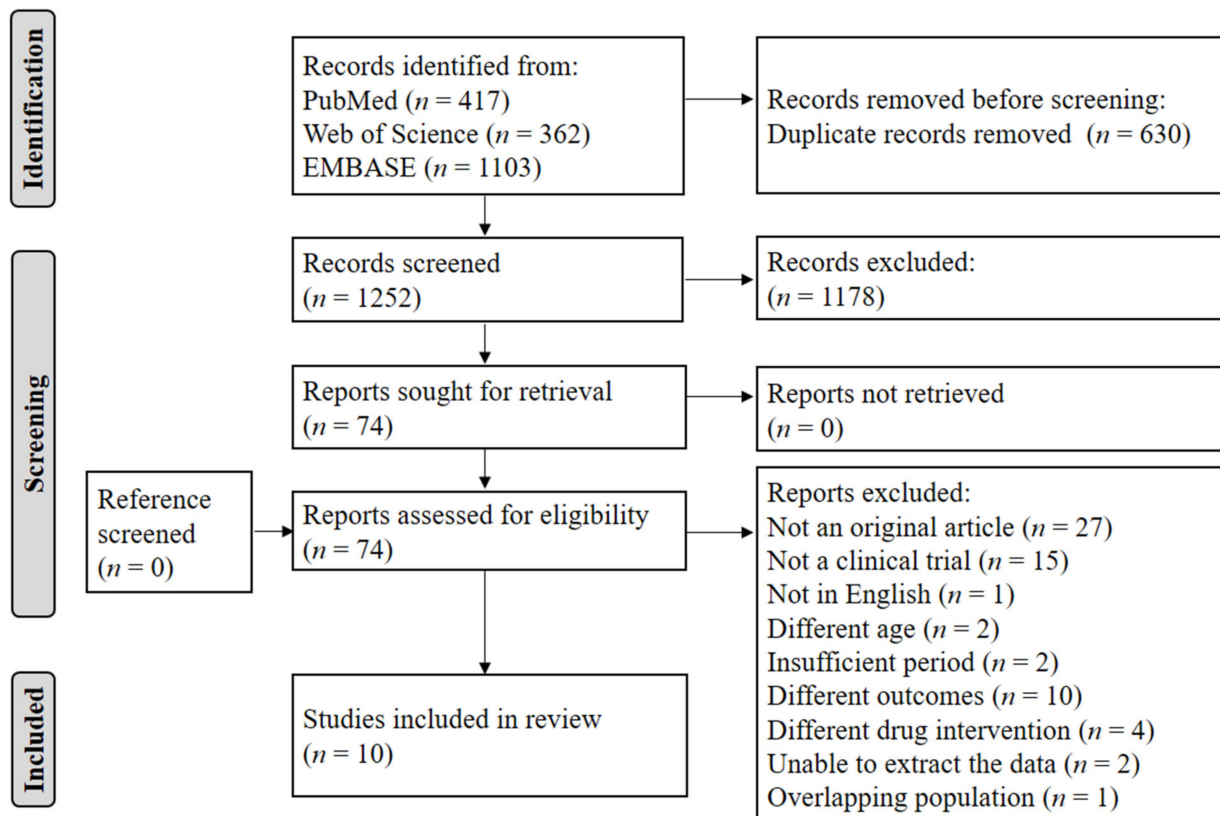 Identification
Records identified from:
PubMed (n = 417)
Web of Science (n = 362)
EMBASE (n = 1103)
Records removed before screening:
Duplicate records removed (n = 630)
Screening
Records screened
(n = 1252)
Records excluded:
(n = 1178)
Reports sought for retrieval
(n = 74)
Reports not retrieved
(n = 0)
Reference
screened
(n = 0)
Reports assessed for eligibility
(n = 74)
Reports excluded:
Not an original article (n = 27)
Not a clinical trial (n = 15)
Not in English (n = 1)
Different age (n = 2)
Insufficient period (n = 2)
Different outcomes (n = 10)
Different drug intervention (n = 4)
Unable to extract the data (n = 2)
Overlapping population (n = 1)
Included
Studies included in review
(n = 10)